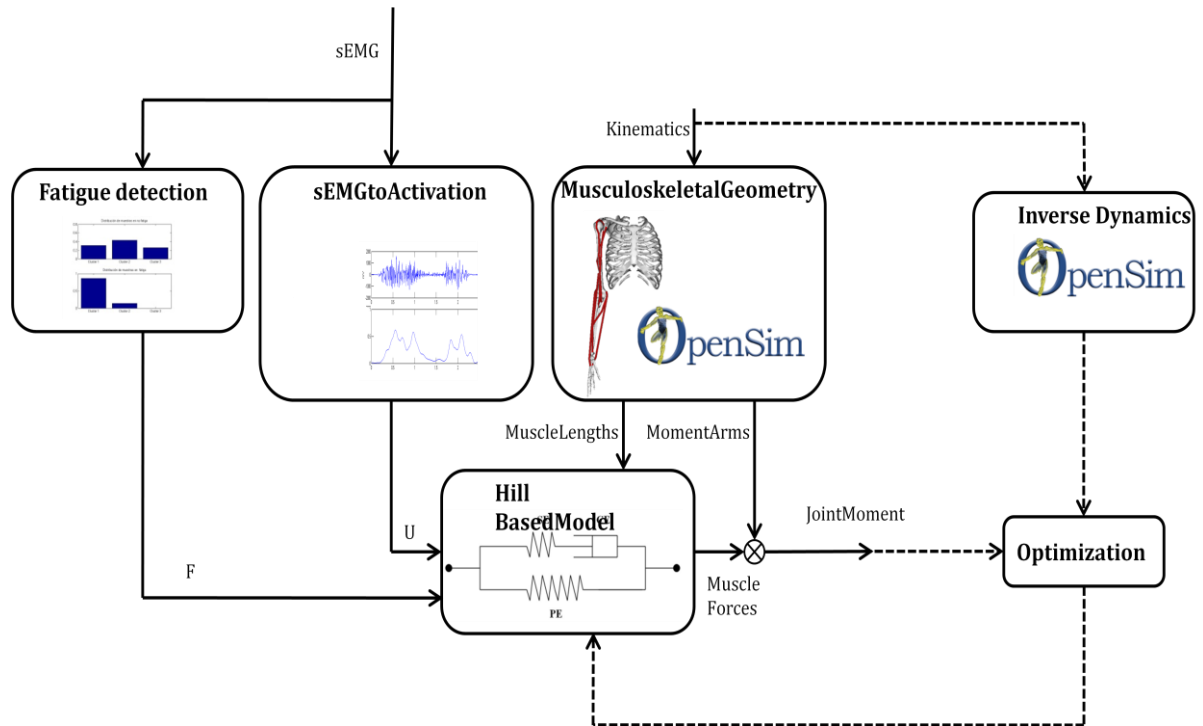 sEMG
Kinematics
Fatigue detection
sEMGtoActivation
MusculoskeletalGeometry
Inverse Dynamics
OpenSim
OpenSim
MuscleLengths
MomentArms
Hill
BasedModel
U
F
PE
Muscle
Forces
JointMoment
Optimization